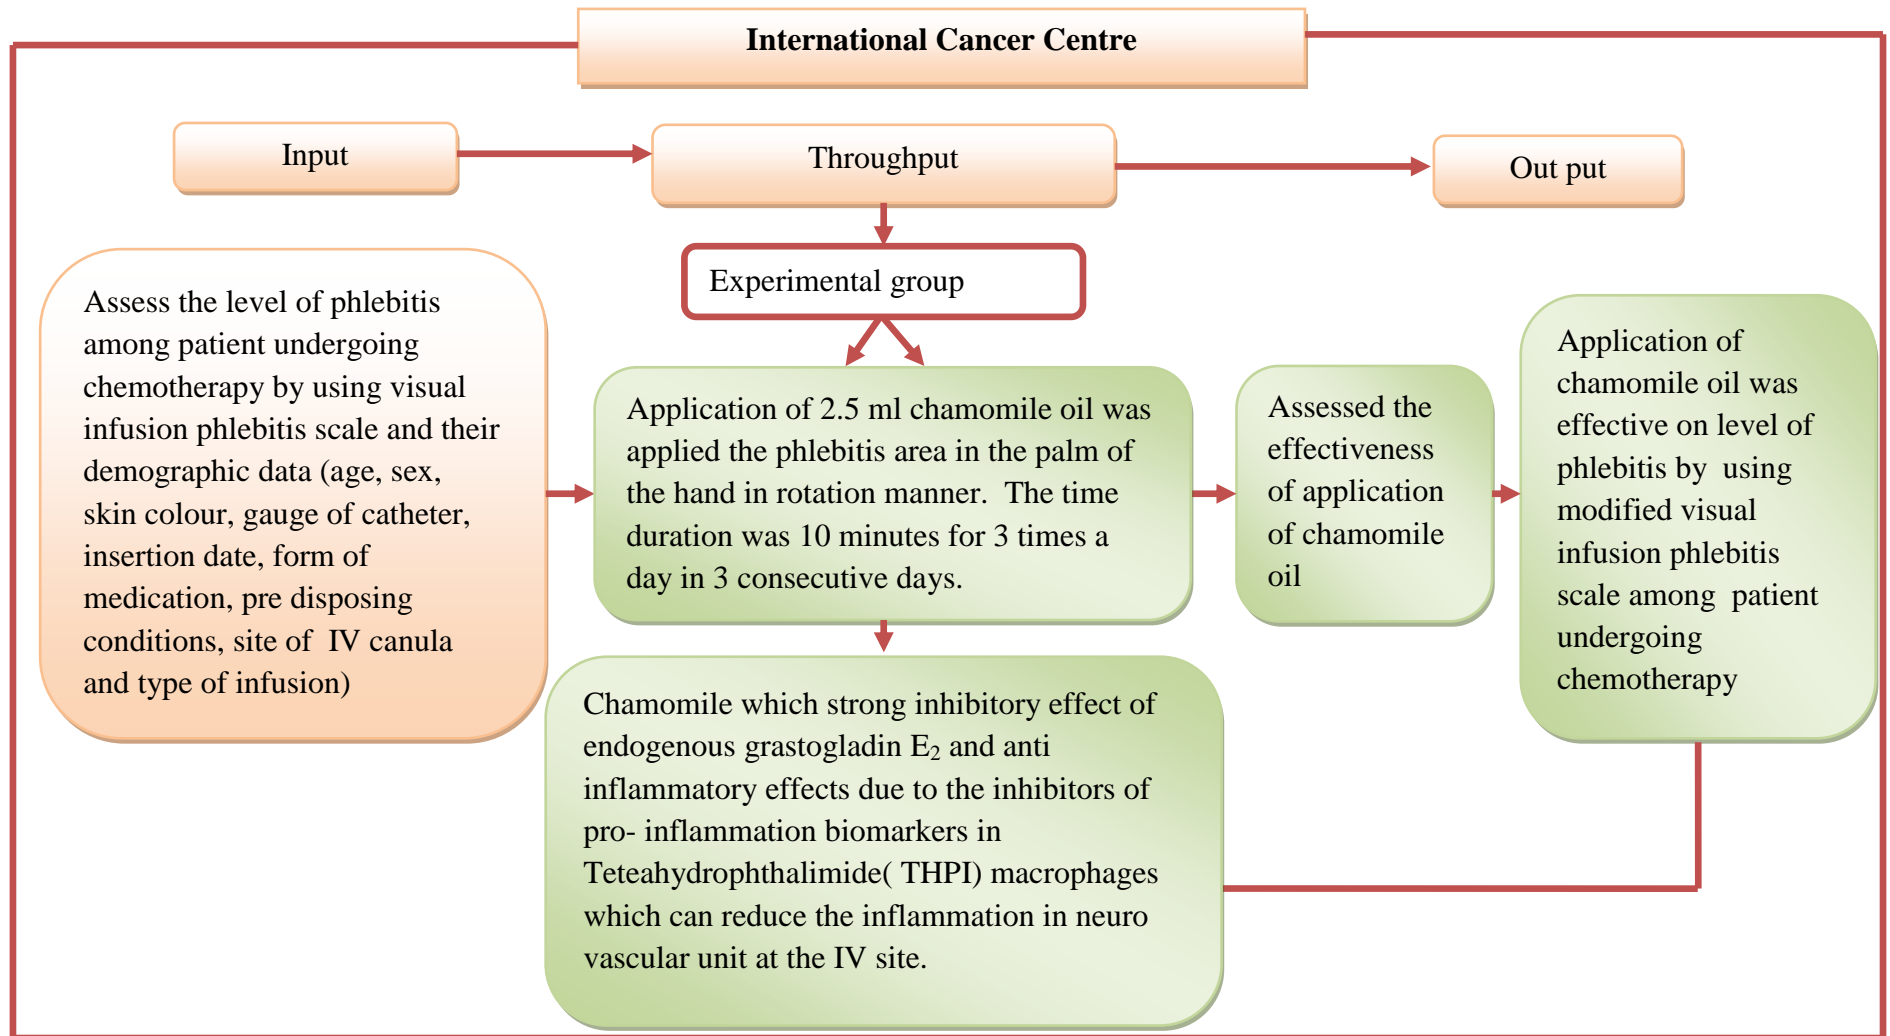 International Cancer Centre
Input
Throughput
Out put
Experimental group
Assess the level of phlebitis
among patient undergoing
chemotherapy by using visual
infusion phlebitis scale and their
demographic data (age, sex,
skin colour, gauge of catheter,
insertion date, form of
medication, pre disposing
conditions, site of IV canula
and type of infusion)
Application of 2.5 ml chamomile oil was
applied the phlebitis area in the palm of
the hand in rotation manner. The time
duration was 10 minutes for 3 times a
day in 3 consecutive days.
Assessed the
effectiveness
of application
of chamomile
oil
Application of
chamomile oil was
effective on level of
phlebitis by using
modified visual
infusion phlebitis
scale among patient
undergoing
chemotherapy
Chamomile which strong inhibitory effect of
endogenous grastogladin E₂ and anti
inflammatory effects due to the inhibitors of
pro- inflammation biomarkers in
Teteahydrophthalimide( THPI) macrophages
which can reduce the inflammation in neuro
vascular unit at the IV site.